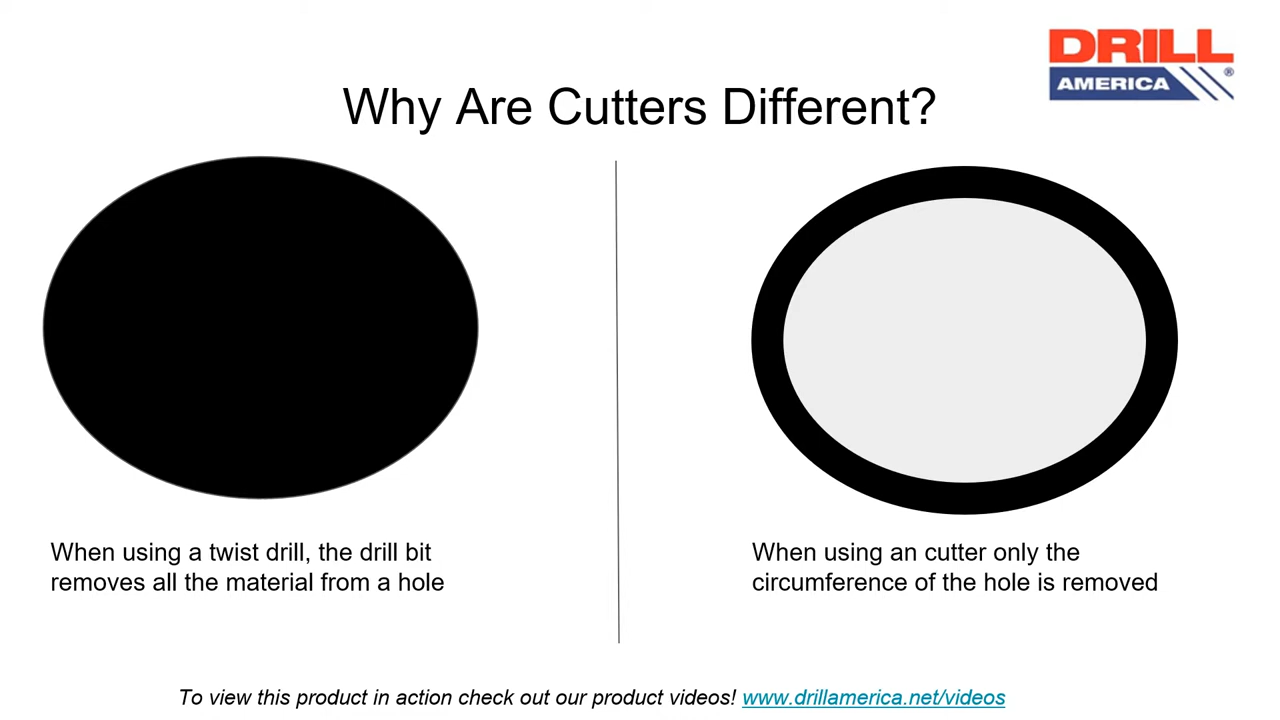 DRILL
AMERICA ®
Why Are Cutters Different?
When using a twist drill, the drill bit
removes all the material from a hole
When using an cutter only the
circumference of the hole is removed
To view this product in action check out our product videos! www.drillamerica.net/videos